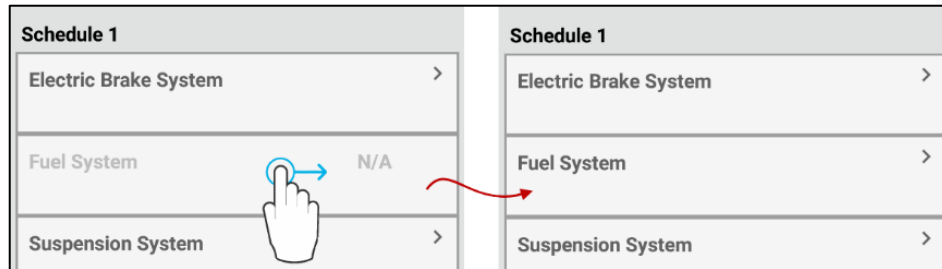 Schedule 1
Electric Brake System
Fuel System N/A
Suspension System
Schedule 1
Electric Brake System
Fuel System
Suspension System